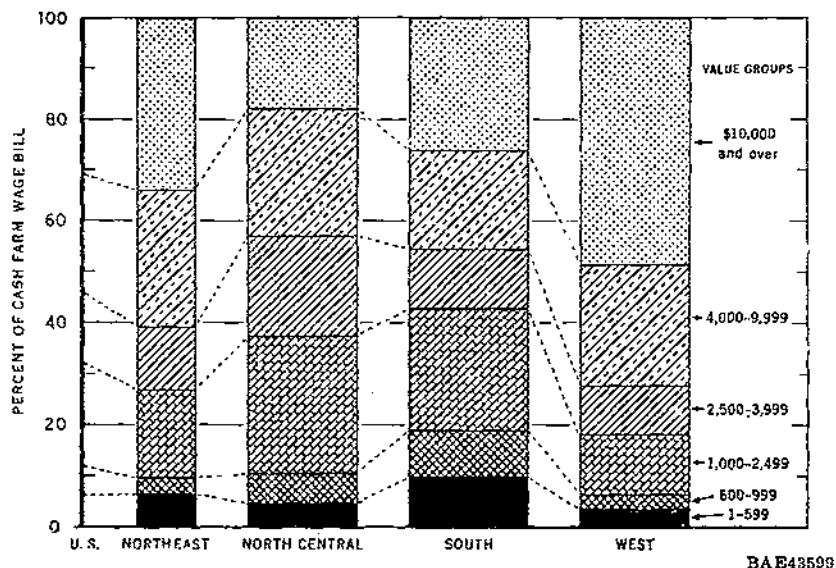 PERCENT OF CASH FARM WAGE BILL
100
80
60
40
20
0
VALUE GROUPS
$10,000
and over
4,000-9,999
2,500-3,999
1,000-2,499
600-999
1-599
U.S. NORTHEAST NORTH CENTRAL SOUTH WEST
BAE43599